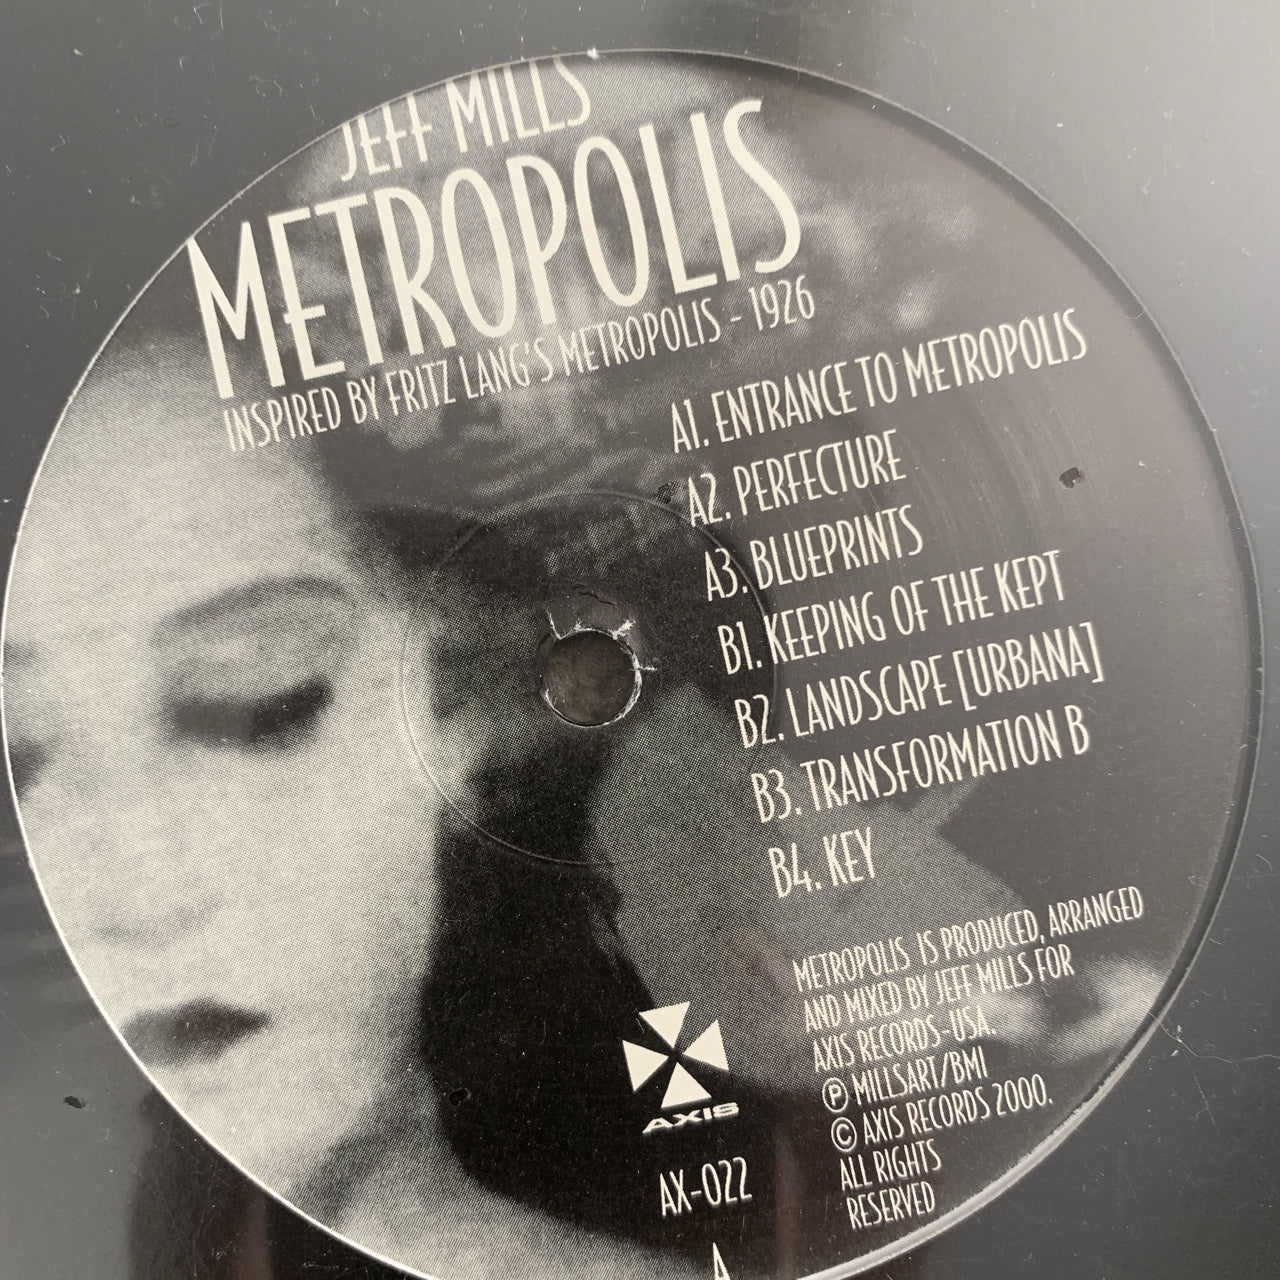 JEFF MILLS
METROPOLIS
INSPIRED BY FRITZ LANG'S METROPOLIS - 1926
A1. ENTRANCE TO METROPOLIS
A2. PERFECTURE
A3. BLUEPRINTS
B1. KEEPING OF THE KEPT
B2. LANDSCAPE [URBANA]
B3. TRANSFORMATION B
B4. KEY
METROPOLIS IS PRODUCED, ARRANGED
AND MIXED BY JEFF MILLS FOR
AXIS RECORDS-USA.
Ⓟ MILLSART/BMI
© AXIS RECORDS 2000.
ALL RIGHTS
RESERVED
AXIS
AX-022
A